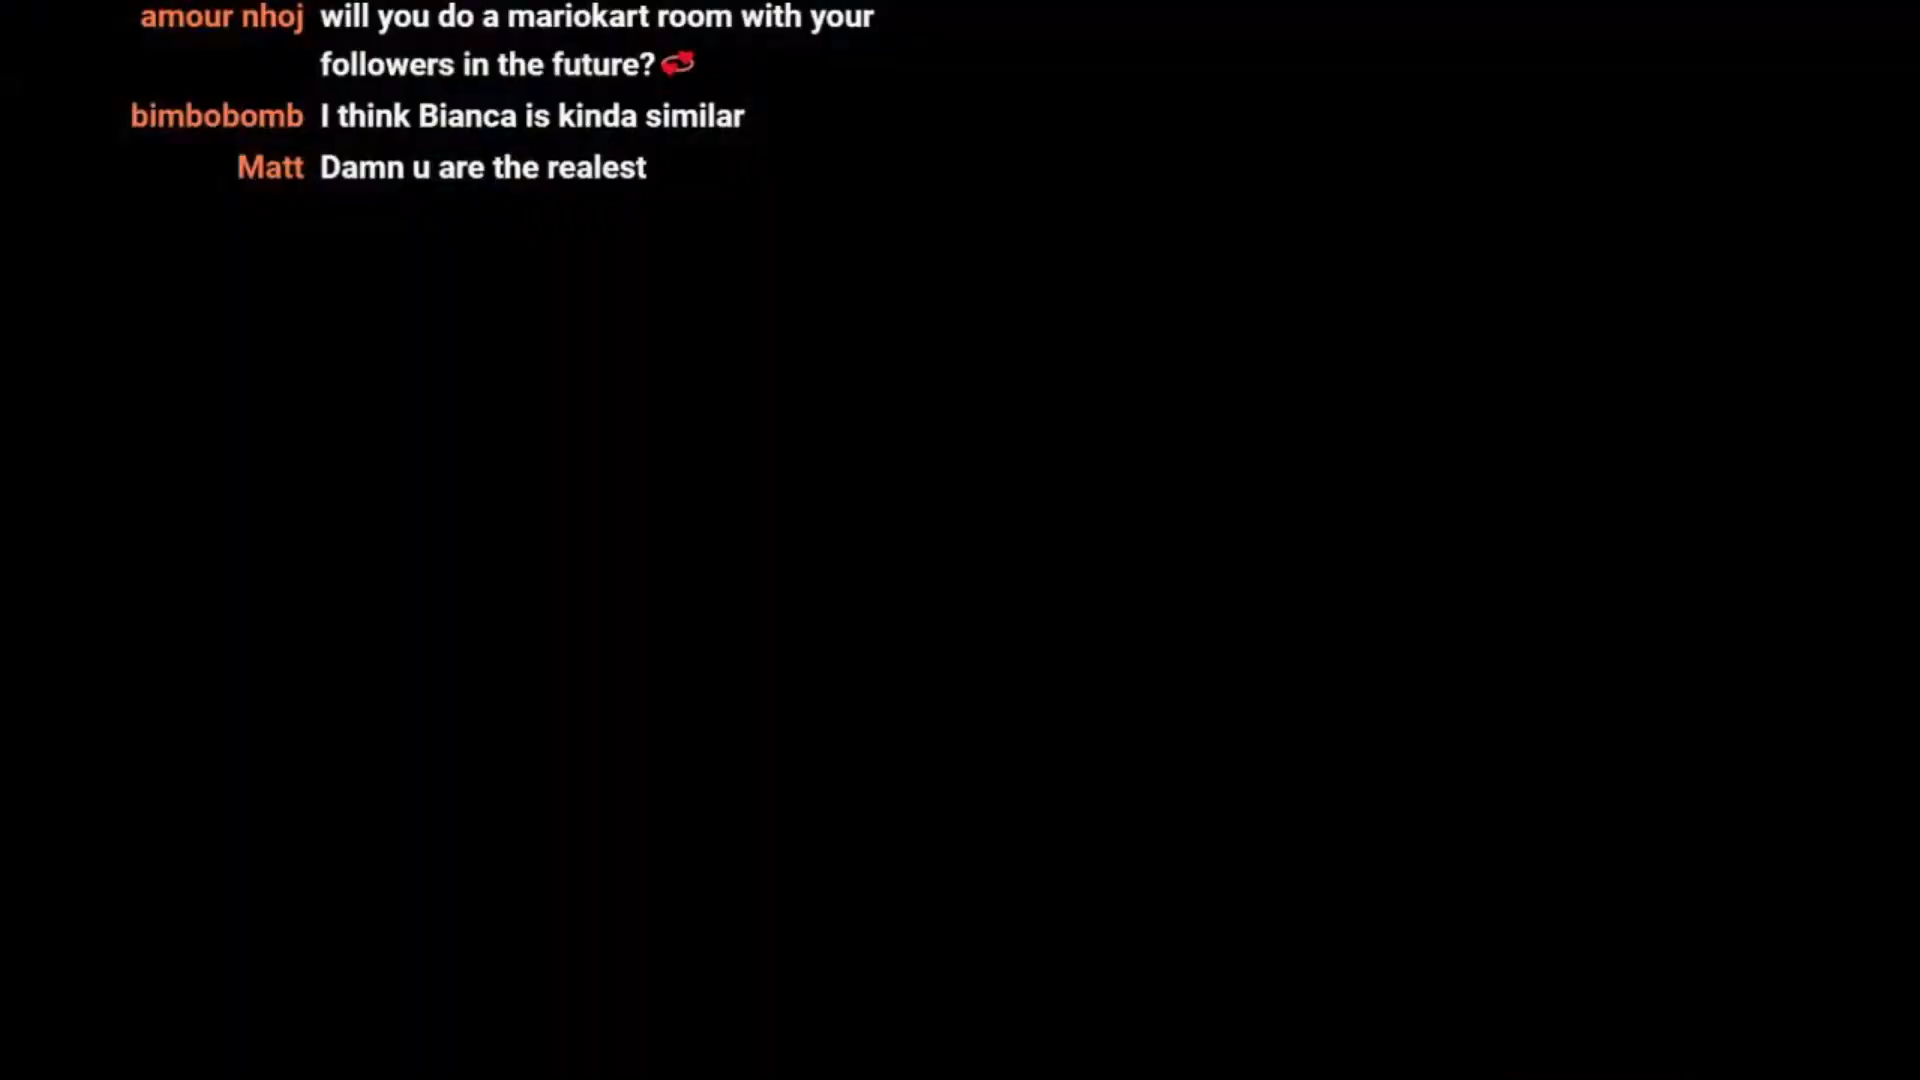 amour nhoj will you do a mariokart room with your
followers in the future?💞
bimbobomb I think Bianca is kinda similar
Matt Damn u are the realest